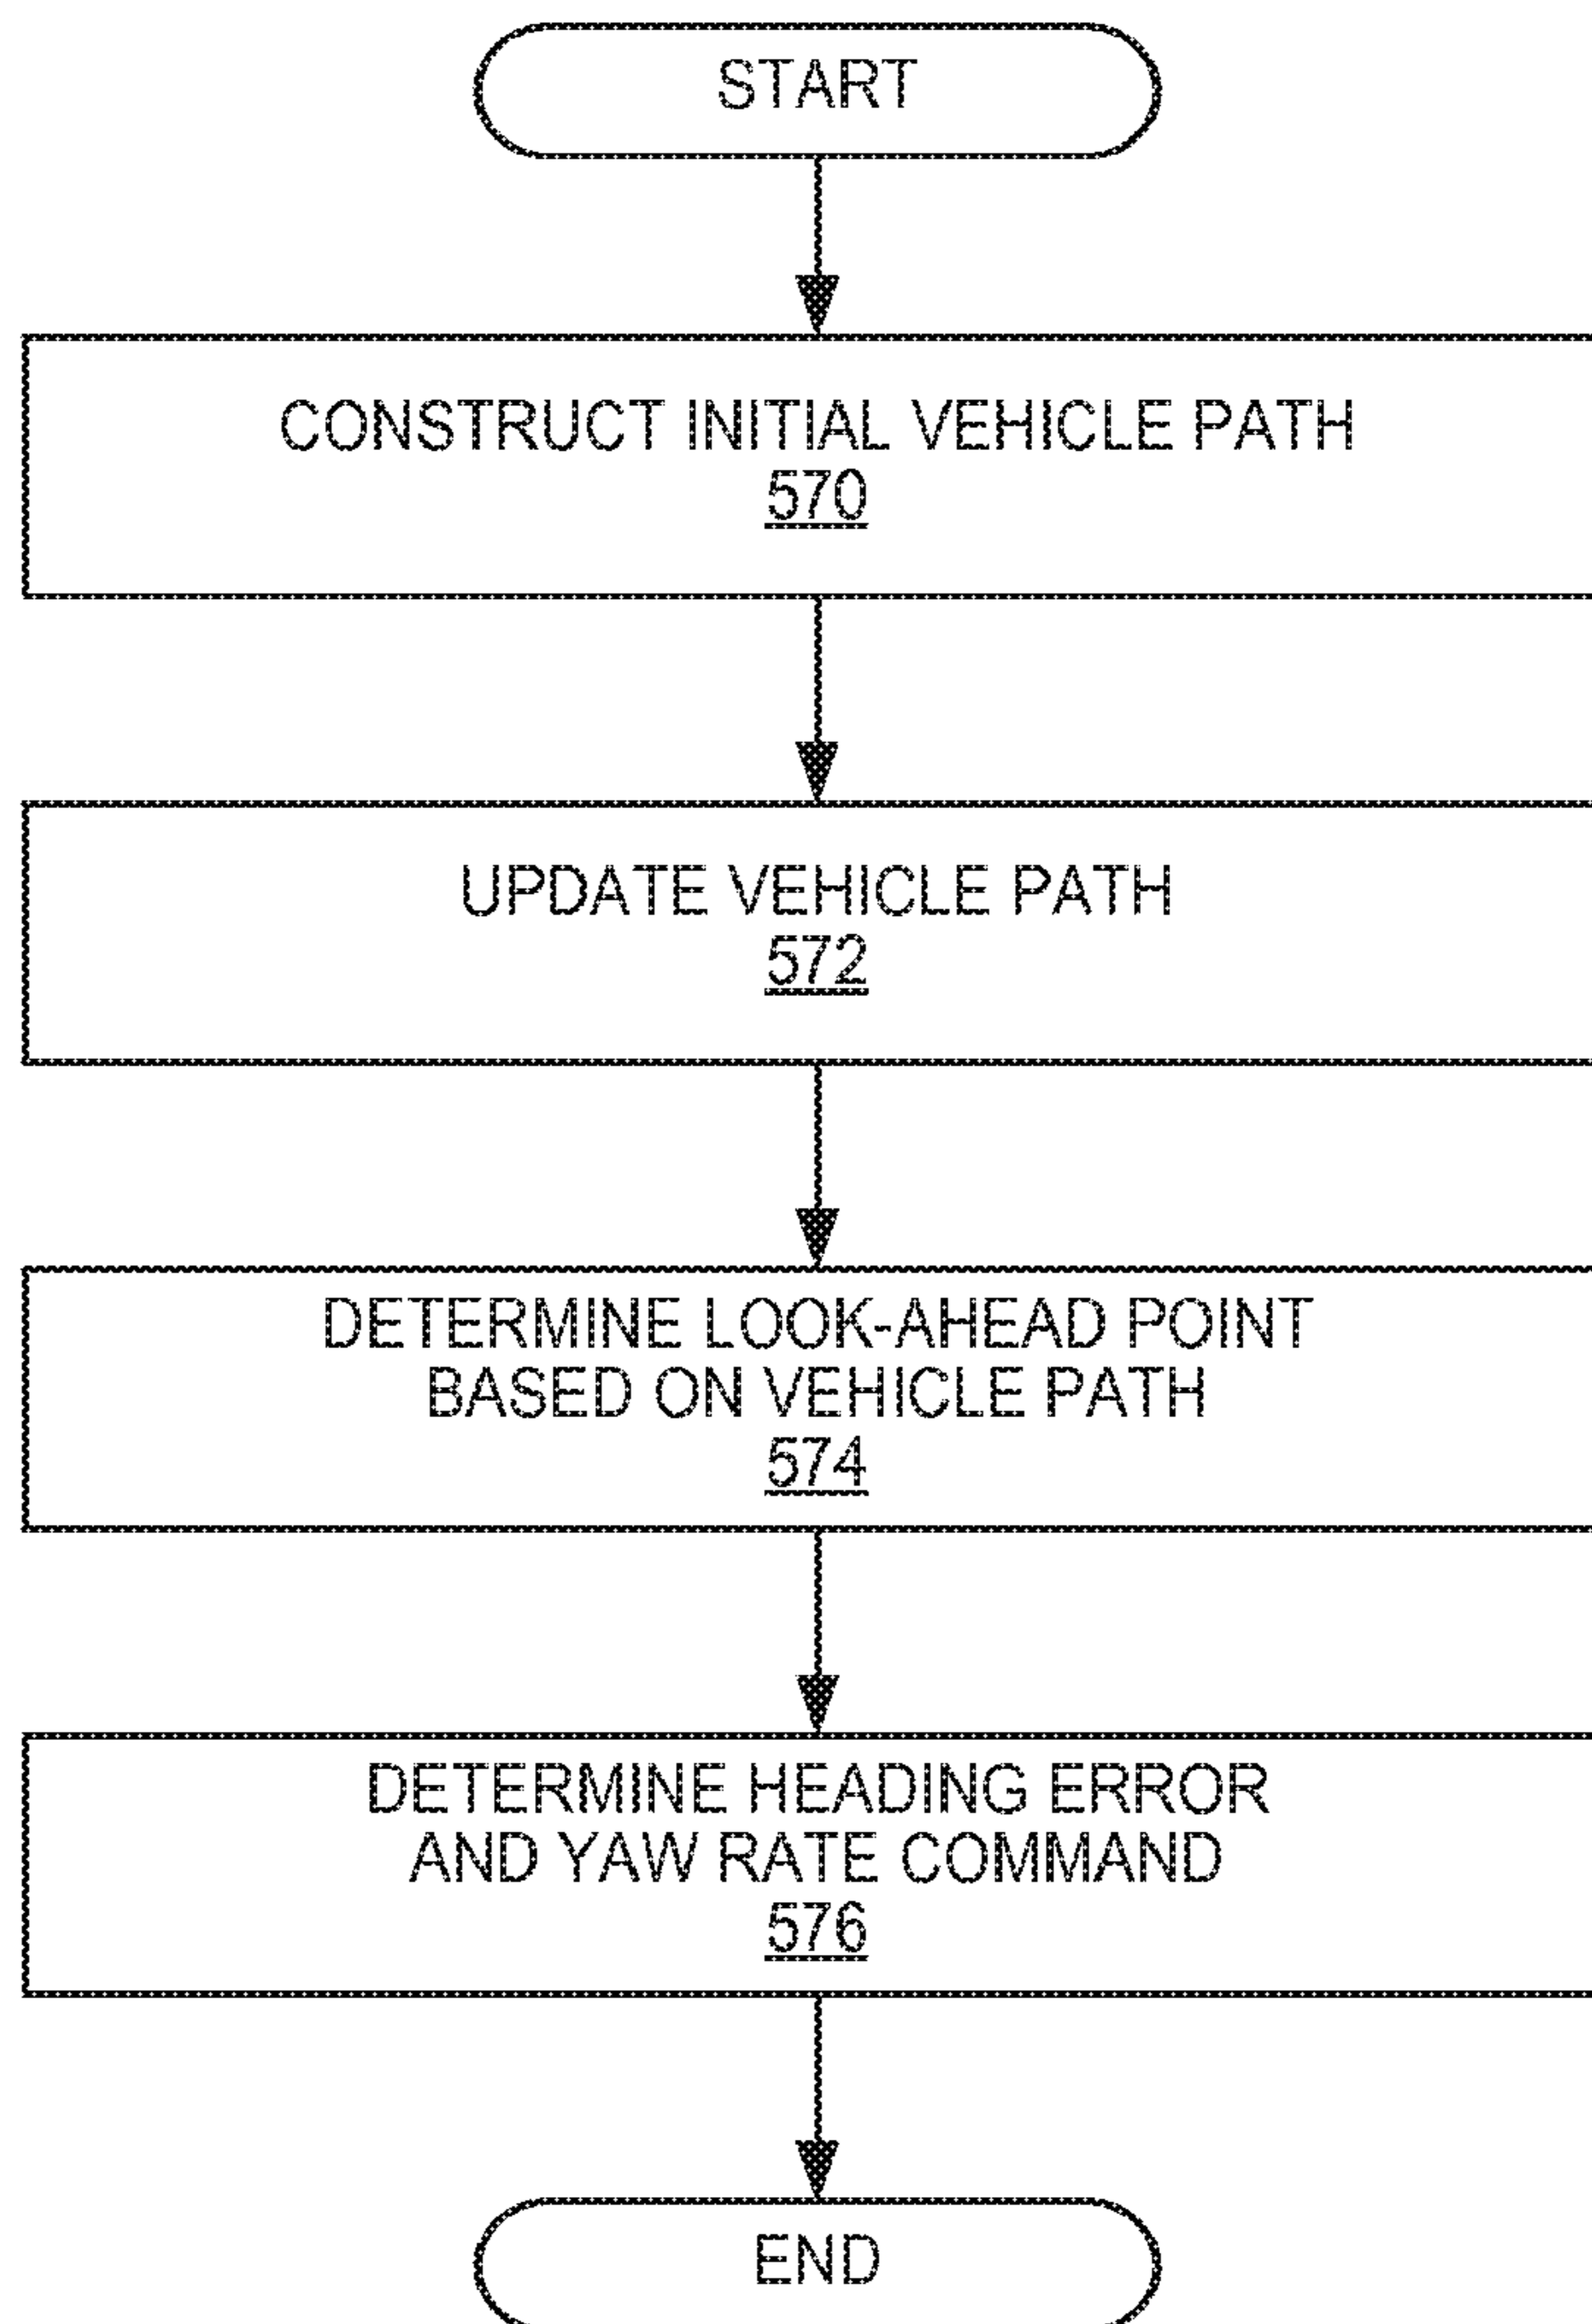 START
CONSTRUCT INITIAL VEHICLE PATH
570
UPDATE VEHICLE PATH
572
DETERMINE LOOK-AHEAD POINT
BASED ON VEHICLE PATH
574
DETERMINE HEADING ERROR
AND YAW RATE COMMAND
576
END